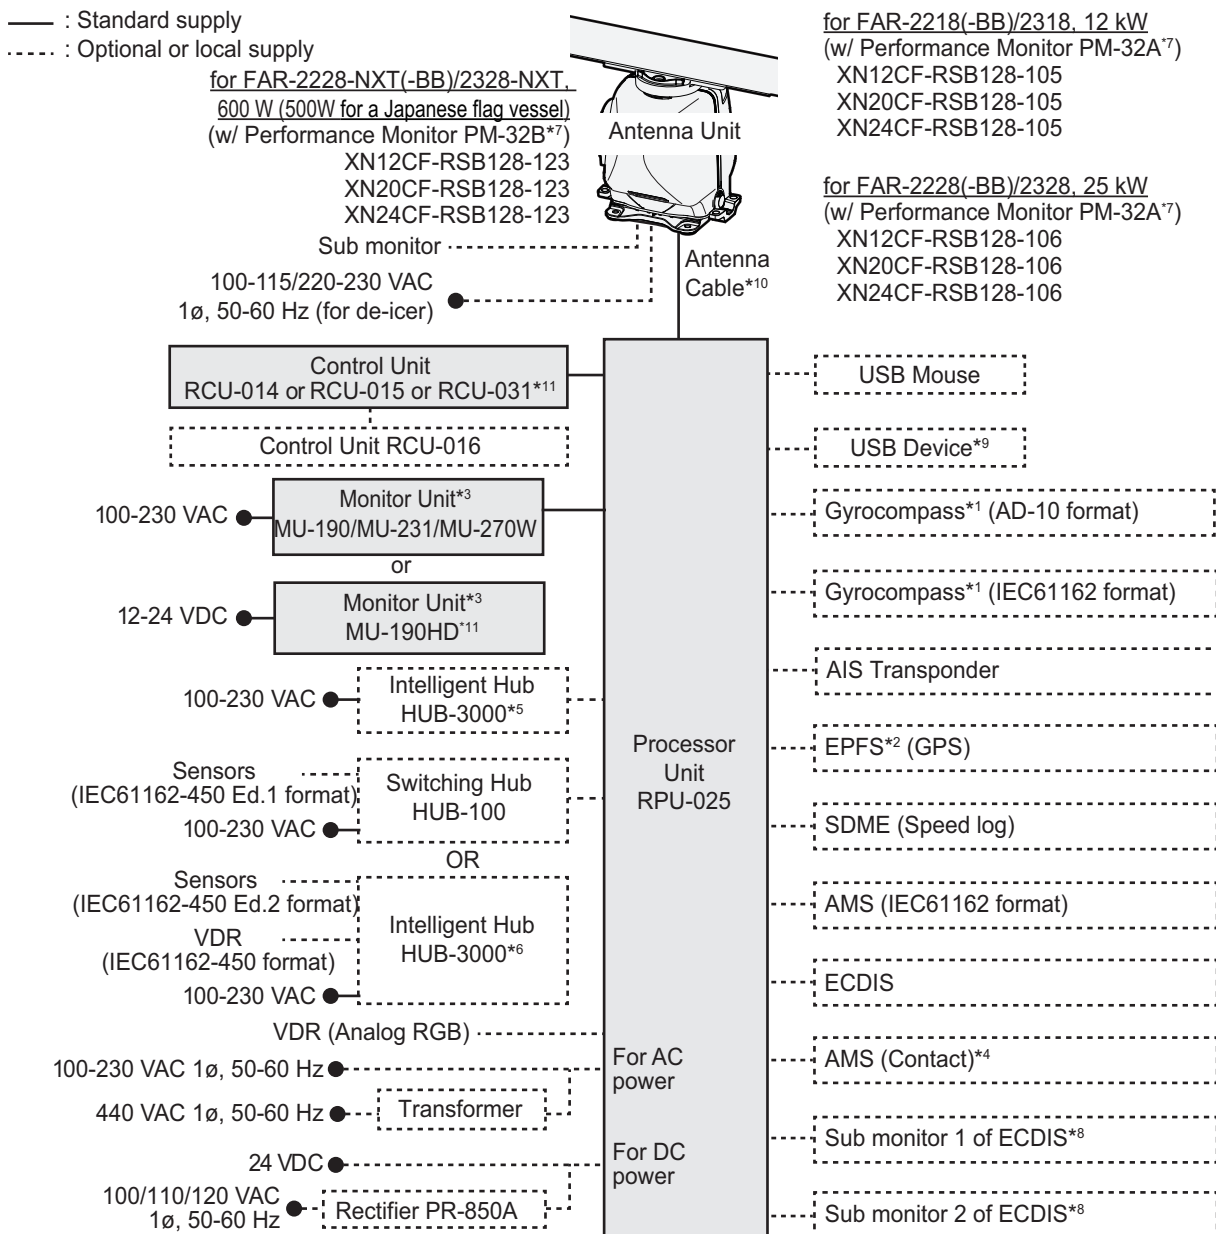 : Standard supply
: Optional or local supply
for FAR-2228-NXT(-BB)/2328-NXT,
600 W (500W for a Japanese flag vessel)
(w/ Performance Monitor PM-32B*7)
XN12CF-RSB128-123
XN20CF-RSB128-123
XN24CF-RSB128-123
Antenna Unit
for FAR-2218(-BB)/2318, 12 kW
(w/ Performance Monitor PM-32A*7)
XN12CF-RSB128-105
XN20CF-RSB128-105
XN24CF-RSB128-105
for FAR-2228(-BB)/2328, 25 kW
(w/ Performance Monitor PM-32A*7)
XN12CF-RSB128-106
XN20CF-RSB128-106
XN24CF-RSB128-106
Sub monitor
100-115/220-230 VAC
1ø, 50-60 Hz (for de-icer)
Antenna
Cable*10
Control Unit
RCU-014 or RCU-015 or RCU-031*11
Control Unit RCU-016
100-230 VAC
Monitor Unit*3
MU-190/MU-231/MU-270W
or
12-24 VDC
Monitor Unit*3
MU-190HD*11
100-230 VAC
Intelligent Hub
HUB-3000*5
Sensors
(IEC61162-450 Ed.1 format)
100-230 VAC
Switching Hub
HUB-100
OR
Sensors
(IEC61162-450 Ed.2 format)
VDR
(IEC61162-450 format)
100-230 VAC
Intelligent Hub
HUB-3000*6
VDR (Analog RGB)
100-230 VAC 1ø, 50-60 Hz
440 VAC 1ø, 50-60 Hz
Transformer
24 VDC
100/110/120 VAC
1ø, 50-60 Hz
Rectifier PR-850A
Processor
Unit
RPU-025
For AC
power
For DC
power
USB Mouse
USB Device*9
Gyrocompass*1 (AD-10 format)
Gyrocompass*1 (IEC61162 format)
AIS Transponder
EPFS*2 (GPS)
SDME (Speed log)
AMS (IEC61162 format)
ECDIS
AMS (Contact)*4
Sub monitor 1 of ECDIS*8
Sub monitor 2 of ECDIS*8